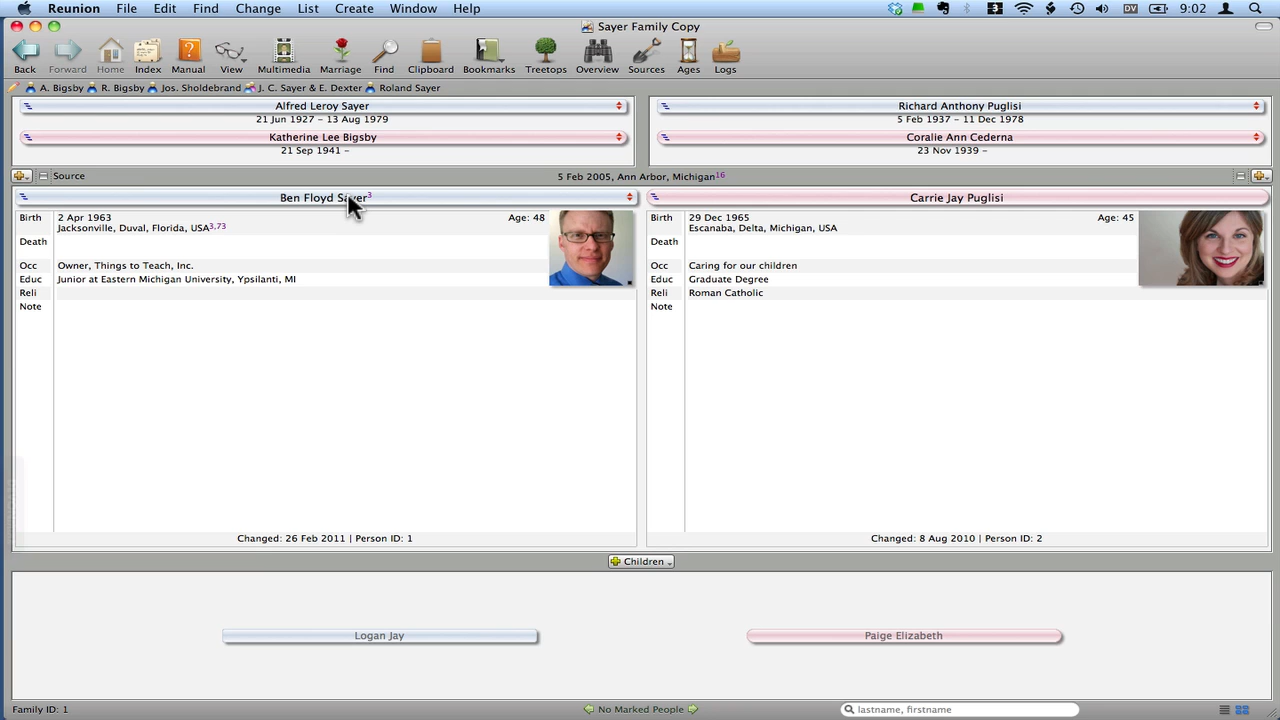 Reunion File Edit Find Change List Create Window Help 3 DV 9:02
Sayer Family Copy
Back Forward Home Index Manual View Multimedia Marriage Find Clipboard Bookmarks Treetops Overview Sources Ages Logs
A. Bigsby R. Bigsby Jos. Sholdebrand J. C. Sayer & E. Dexter Roland Sayer
Alfred Leroy Sayer
21 Jun 1927 – 13 Aug 1979
Katherine Lee Bigsby
21 Sep 1941 –
Richard Anthony Puglisi
5 Feb 1937 – 11 Dec 1978
Coralie Ann Cederna
23 Nov 1939 –
Source 5 Feb 2005, Ann Arbor, Michigan16
Ben Floyd Sayer3
Birth 2 Apr 1963 Age: 48
Jacksonville, Duval, Florida, USA3,73
Death
Occ Owner, Things to Teach, Inc.
Educ Junior at Eastern Michigan University, Ypsilanti, MI
Reli
Note
Changed: 26 Feb 2011 | Person ID: 1
Carrie Jay Puglisi
Birth 29 Dec 1965 Age: 45
Escanaba, Delta, Michigan, USA
Death
Occ Caring for our children
Educ Graduate Degree
Reli Roman Catholic
Note
Changed: 8 Aug 2010 | Person ID: 2
Children
Logan Jay Paige Elizabeth
Family ID: 1 No Marked People lastname, firstname